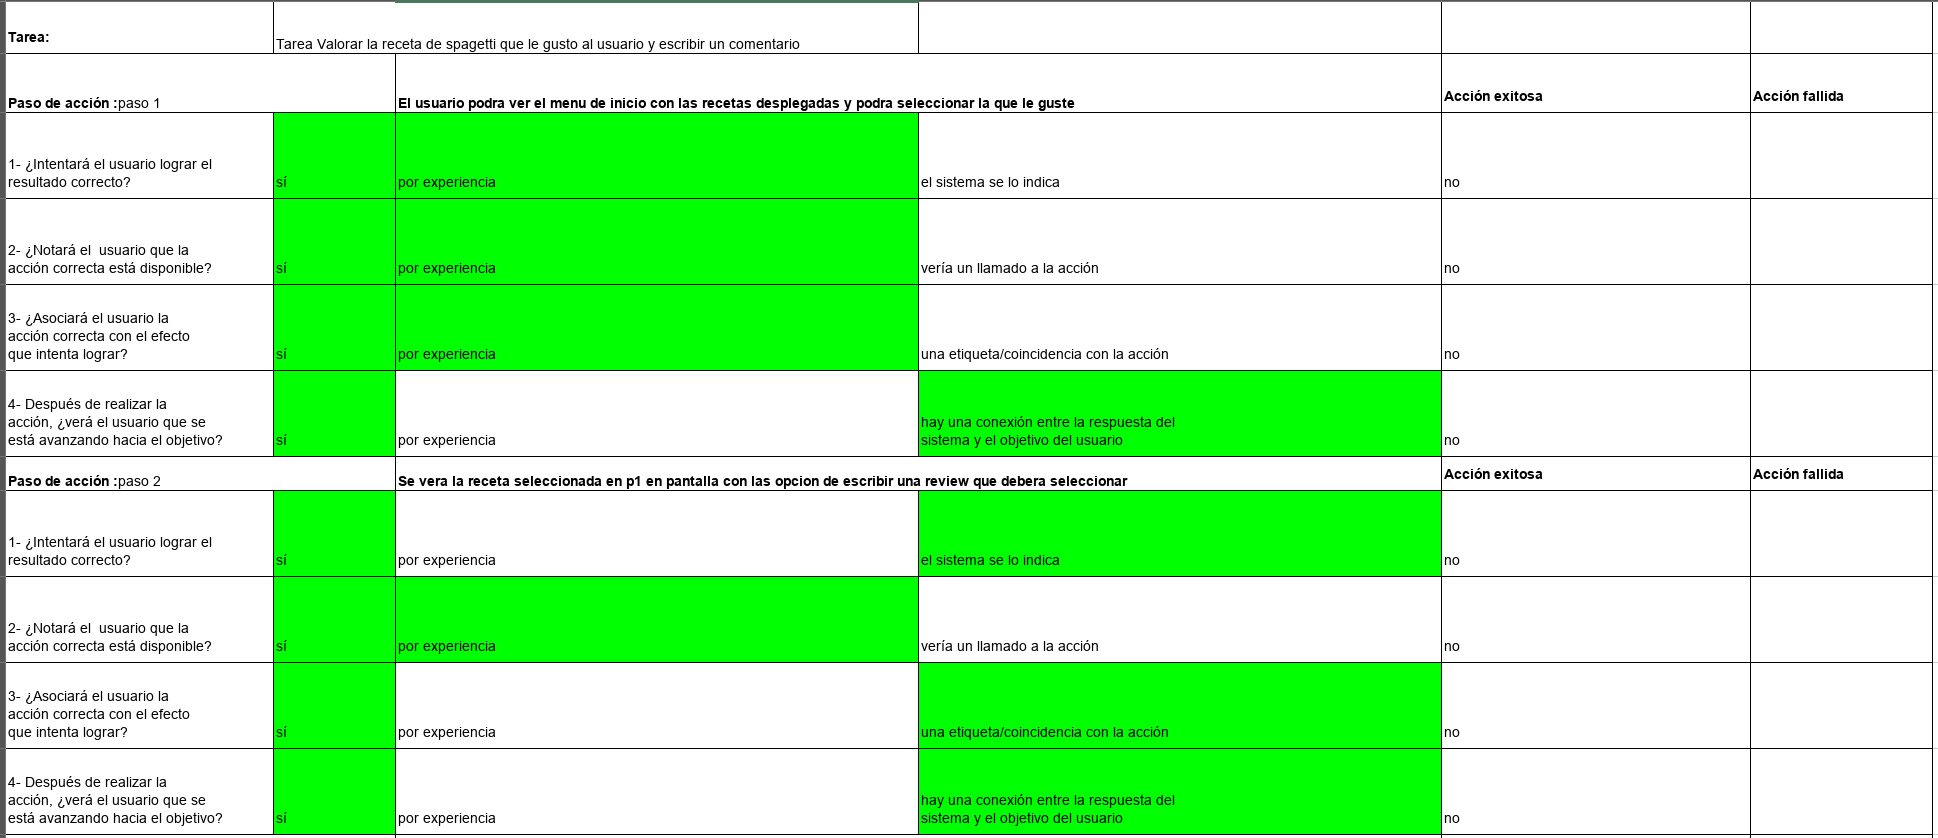 Tarea:
Tarea Valorar la receta de spagetti que le gusto al usuario y escribir un comentario
Paso de acción :paso 1
El usuario podra ver el menu de inicio con las recetas desplegadas y podra seleccionar la que le guste
Acción exitosa
Acción fallida
1- ¿Intentará el usuario lograr el
resultado correcto?
sí
por experiencia
el sistema se lo indica
no
2- ¿Notará el  usuario que la
acción correcta está disponible?
sí
por experiencia
vería un llamado a la acción
no
3- ¿Asociará el usuario la
acción correcta con el efecto
que intenta lograr?
sí
por experiencia
una etiqueta/coincidencia con la acción
no
4- Después de realizar la
acción, ¿verá el usuario que se
está avanzando hacia el objetivo?
sí
por experiencia
hay una conexión entre la respuesta del
sistema y el objetivo del usuario
no
Paso de acción :paso 2
Se vera la receta seleccionada en p1 en pantalla con las opcion de escribir una review que debera seleccionar
Acción exitosa
Acción fallida
1- ¿Intentará el usuario lograr el
resultado correcto?
sí
por experiencia
el sistema se lo indica
no
2- ¿Notará el  usuario que la
acción correcta está disponible?
sí
por experiencia
vería un llamado a la acción
no
3- ¿Asociará el usuario la
acción correcta con el efecto
que intenta lograr?
sí
por experiencia
una etiqueta/coincidencia con la acción
no
4- Después de realizar la
acción, ¿verá el usuario que se
está avanzando hacia el objetivo?
sí
por experiencia
hay una conexión entre la respuesta del
sistema y el objetivo del usuario
no